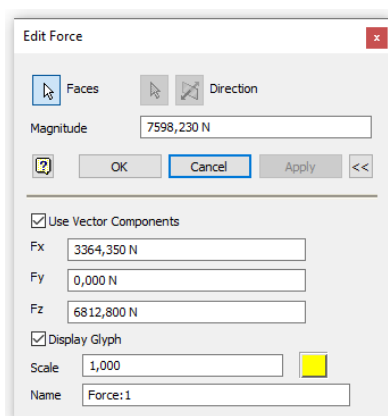 Edit Force
x
Faces Direction
Magnitude 7598,230 N
OK Cancel Apply <<
Use Vector Components
Fx 3364,350 N
Fy 0,000 N
Fz 6812,800 N
Display Glyph
Scale 1,000
Name Force:1